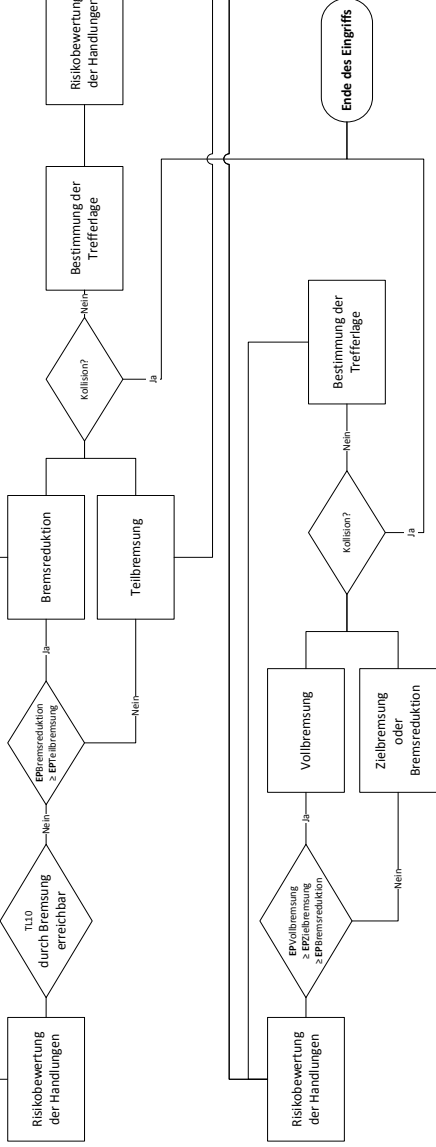 Risikobewertung
der Handlungen
TL10
durch Bremsung
erreichbar
Nein
EPBremsreduktion
≥ EPTeilbremsung
Ja
Nein
Bremsreduktion
Teilbremsung
Kollision?
Nein
Ja
Bestimmung der
Trefferlage
Risikobewertung
der Handlungen
Risikobewertung
der Handlungen
EPVollbremsung
≥ EPZielbremsung
≥ EPBremsreduktion
Ja
Nein
Vollbremsung
Zielbremsung
oder
Bremsreduktion
Kollision?
Nein
Ja
Bestimmung der
Trefferlage
Ende des Eingriffs